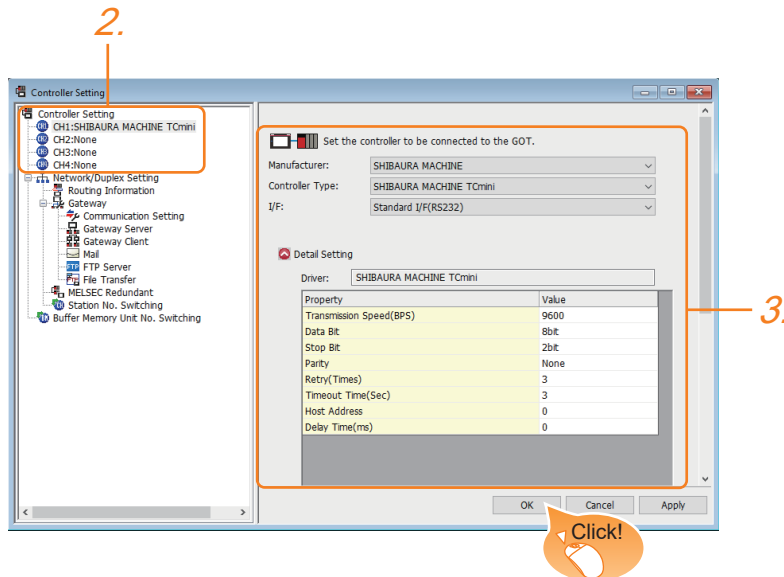 2.
Controller Setting
Controller Setting
CH1:SHIBAURA MACHINE TCmini
CH2:None
CH3:None
CH4:None
Network/Duplex Setting
Routing Information
Gateway
Communication Setting
Gateway Server
Gateway Client
Mail
FTP Server
File Transfer
MELSEC Redundant
Station No. Switching
Buffer Memory Unit No. Switching
Set the controller to be connected to the GOT.
Manufacturer: SHIBAURA MACHINE
Controller Type: SHIBAURA MACHINE TCmini
I/F: Standard I/F(RS232)
Detail Setting
Driver: SHIBAURA MACHINE TCmini
Property Value
Transmission Speed(BPS) 9600
Data Bit 8bit
Stop Bit 2bit
Parity None
Retry(Times) 3
Timeout Time(Sec) 3
Host Address 0
Delay Time(ms) 0
3.
OK Cancel Apply
Click!